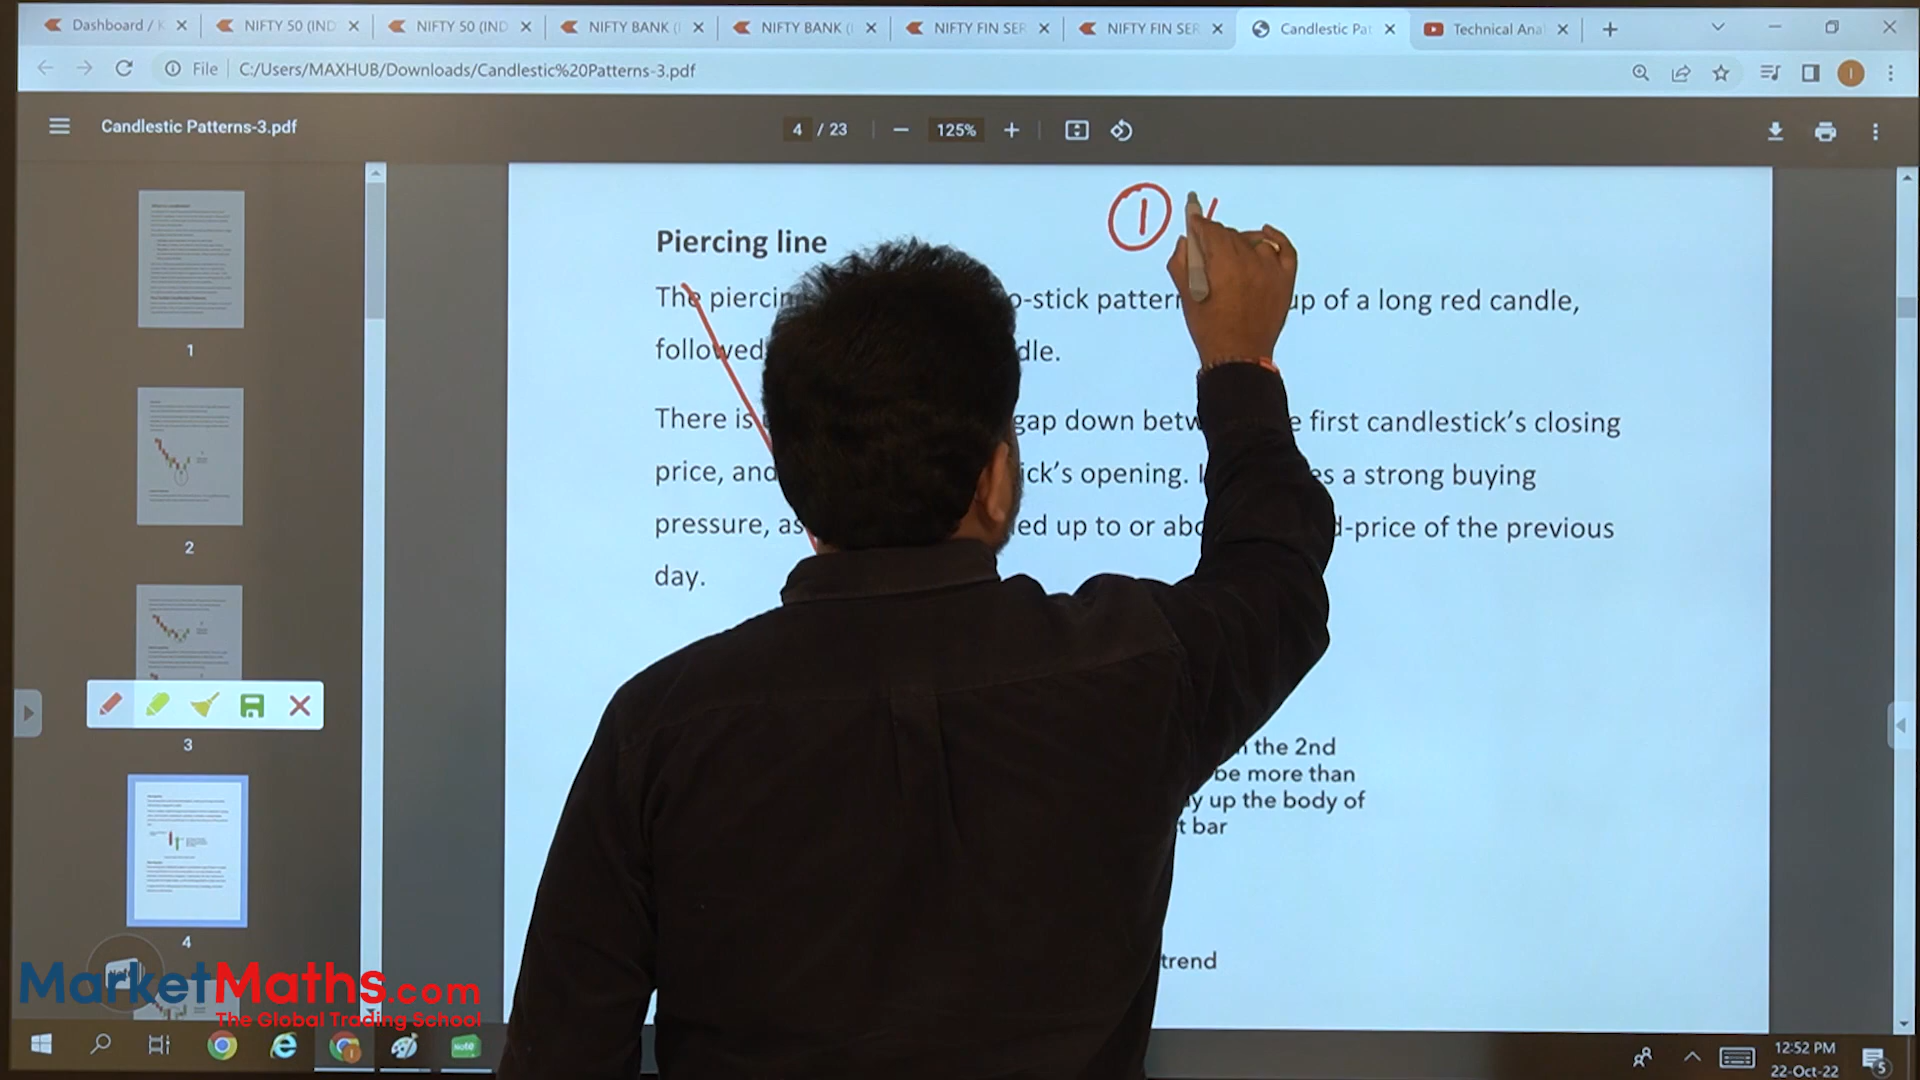 Dashboard / K
NIFTY 50 (IND
NIFTY 50 (IND
NIFTY BANK (I
NIFTY BANK (I
NIFTY FIN SER
NIFTY FIN SER
Candlestic Pat
Technical Anal
File
C:/Users/MAXHUB/Downloads/Candlestic%20Patterns-3.pdf
Candlestic Patterns-3.pdf
4 / 23
125%
1
Piercing line
The piercin o-stick pattern up of a long red candle,
followed dle.
There is gap down betw e first candlestick's closing
price, and ick's opening. es a strong buying
pressure, as ed up to or abo d-price of the previous
day.
the 2nd
be more than
up the body of
t bar
trend
1
2
3
4
MarketMaths.com
The Global Trading School
Note
12:52 PM
22-Oct-22
5